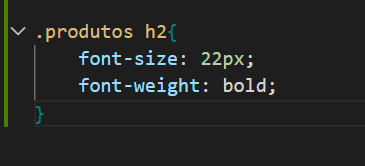 .produtos h2{
font-size: 22px;
font-weight: bold;
}